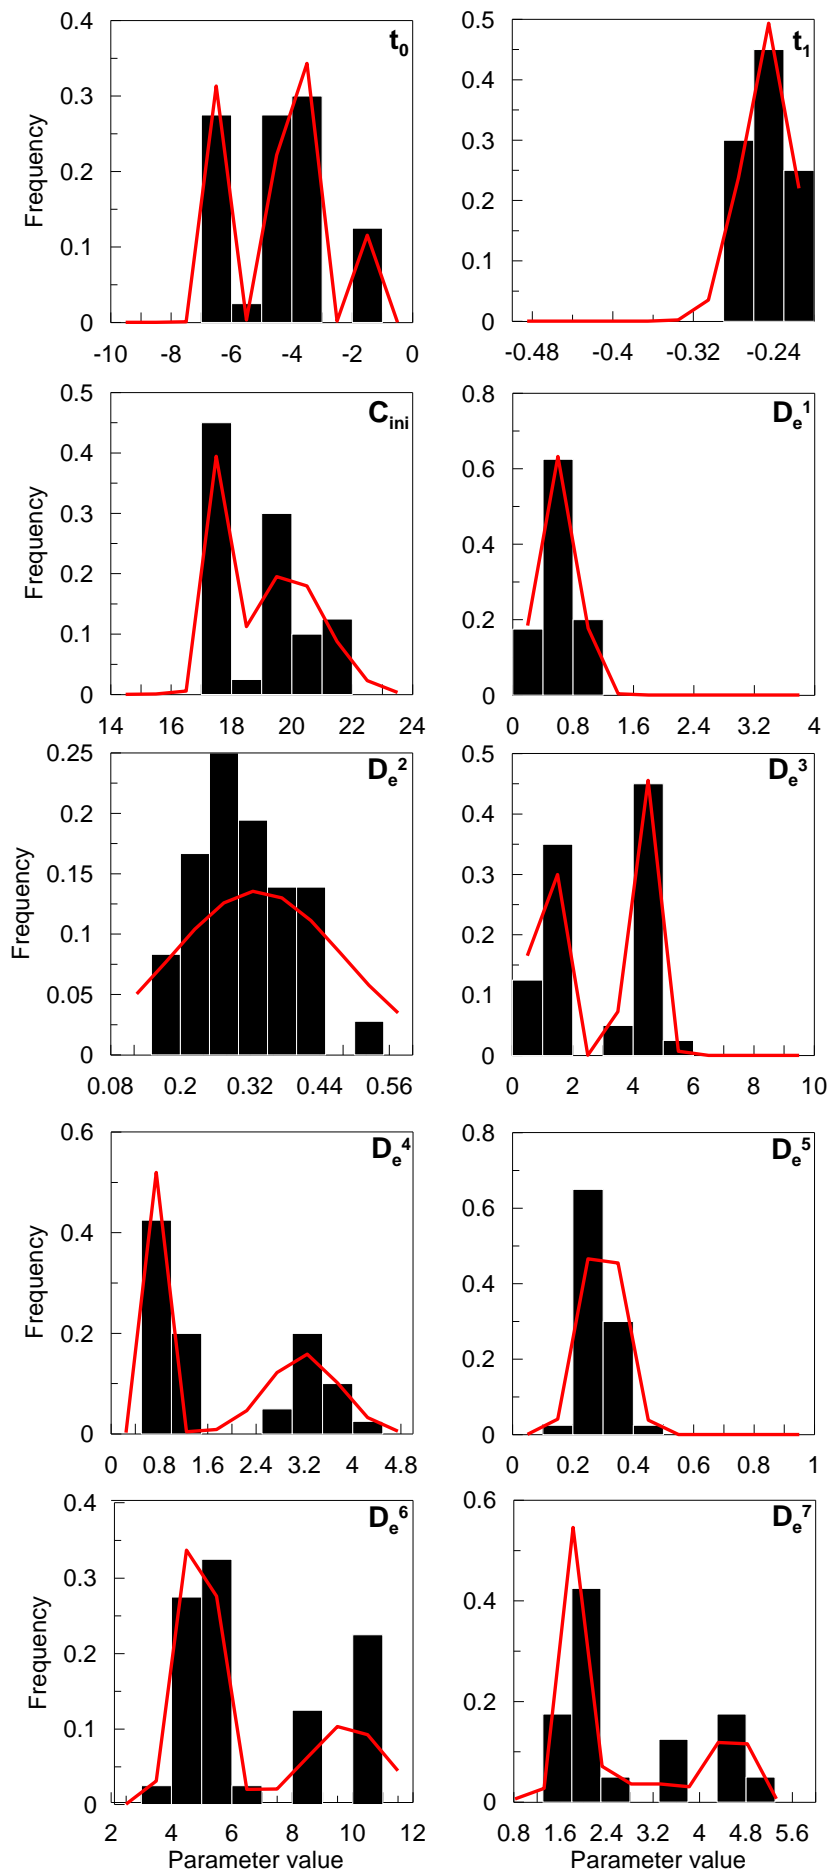 0.4
0.3
0.2
0.1
0
Frequency
t0
-10 -8 -6 -4 -2 0
0.5
0.4
0.3
0.2
0.1
0
t1
-0.48 -0.4 -0.32 -0.24
0.5
0.4
0.3
0.2
0.1
0
Frequency
Cini
14 16 18 20 22 24
0.8
0.6
0.4
0.2
0
De1
0 0.8 1.6 2.4 3.2 4
0.25
0.2
0.15
0.1
0.05
0
Frequency
De2
0.08 0.2 0.32 0.44 0.56
0.5
0.4
0.3
0.2
0.1
0
De3
0 2 4 6 8 10
0.6
0.4
0.2
0
Frequency
De4
0 0.8 1.6 2.4 3.2 4 4.8
0.8
0.6
0.4
0.2
0
De5
0 0.2 0.4 0.6 0.8 1
0.4
0.3
0.2
0.1
0
Frequency
De6
2 4 6 8 10 12
Parameter value
0.6
0.4
0.2
0
De7
0.8 1.6 2.4 3.2 4 4.8 5.6
Parameter value